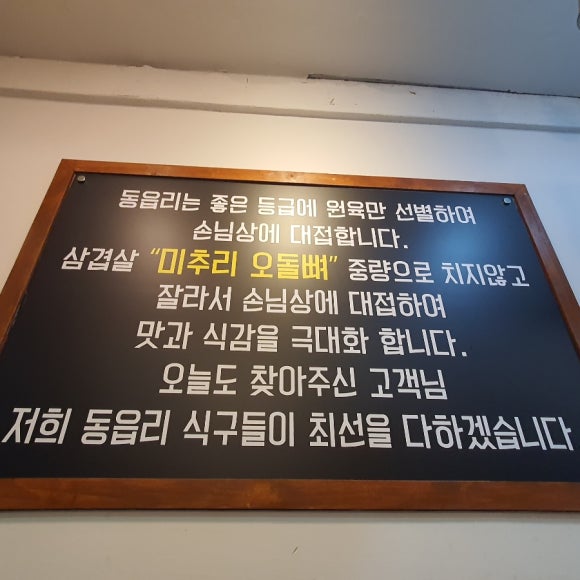 동읍리는 좋은 등급에 원육만 선별하여
손님상에 대접합니다.
삼겹살 “미추리 오돌뼈” 중량으로 치지않고
잘라서 손님상에 대접하여
맛과 식감을 극대화 합니다.
오늘도 찾아주신 고객님
저희 동읍리 식구들이 최선을 다하겠습니다